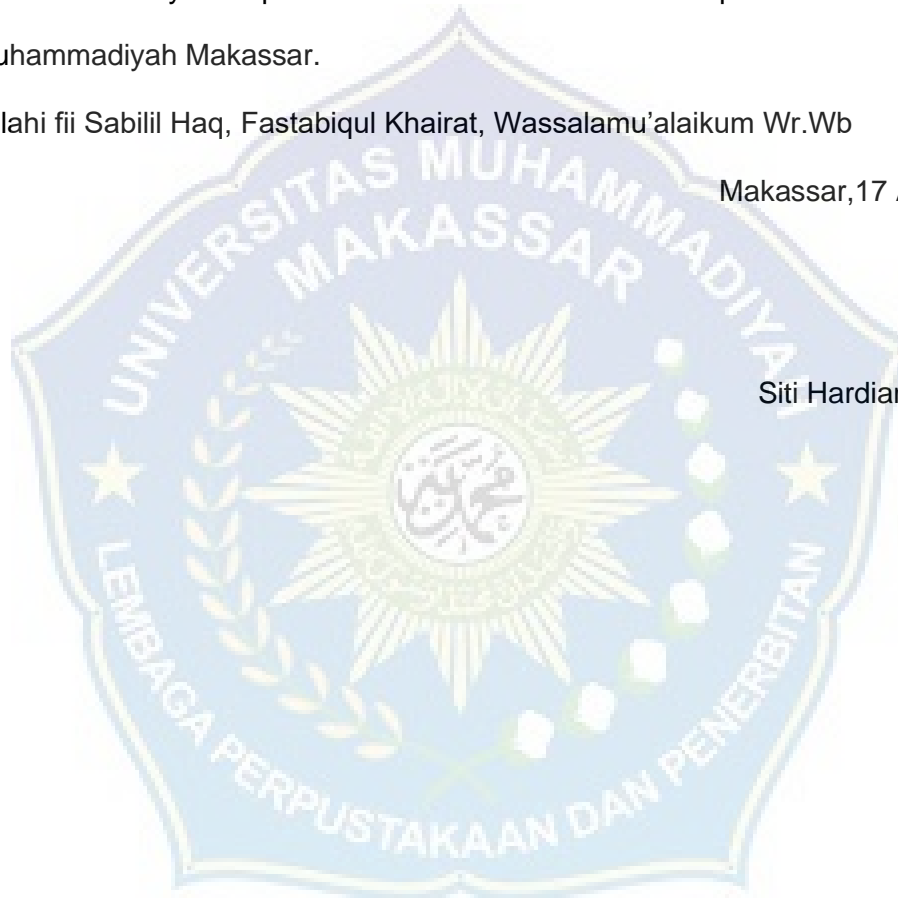 uhammadiyah Makassar.
lahi fii Sabilil Haq, Fastabiqul Khairat, Wassalamu’alaikum Wr.Wb
Makassar,17
Siti Hardia
UNIVERSITAS MUHAMMADIYAH
MAKASSAR
LEMBAGA PERPUSTAKAAN DAN PENERBITAN